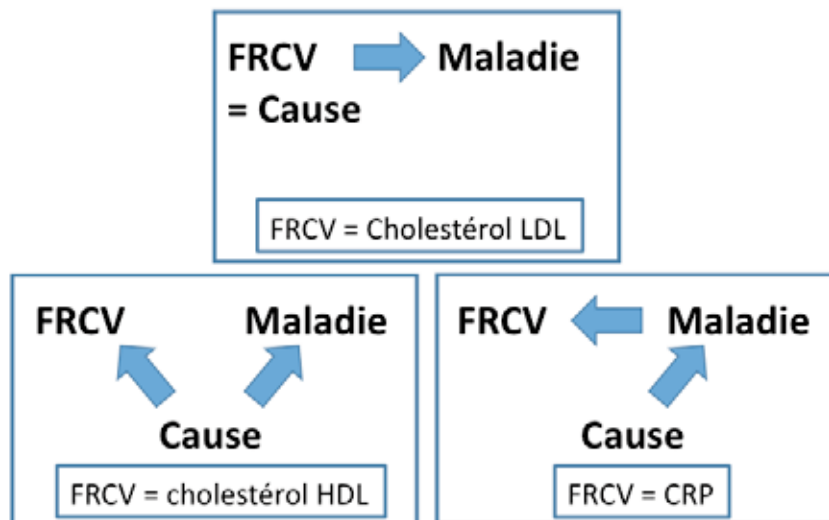 FRCV Maladie
= Cause
FRCV = Cholestérol LDL
FRCV Maladie
Cause
FRCV = cholestérol HDL
FRCV Maladie
Cause
FRCV = CRP